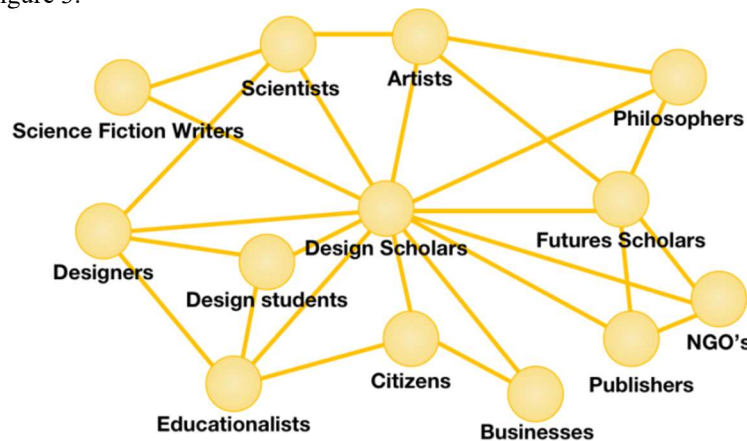 Scientists
Artists
Philosophers
Science Fiction Writers
Design Scholars
Futures Scholars
Designers
Design students
NGO's
Citizens
Publishers
Educationalists
Businesses